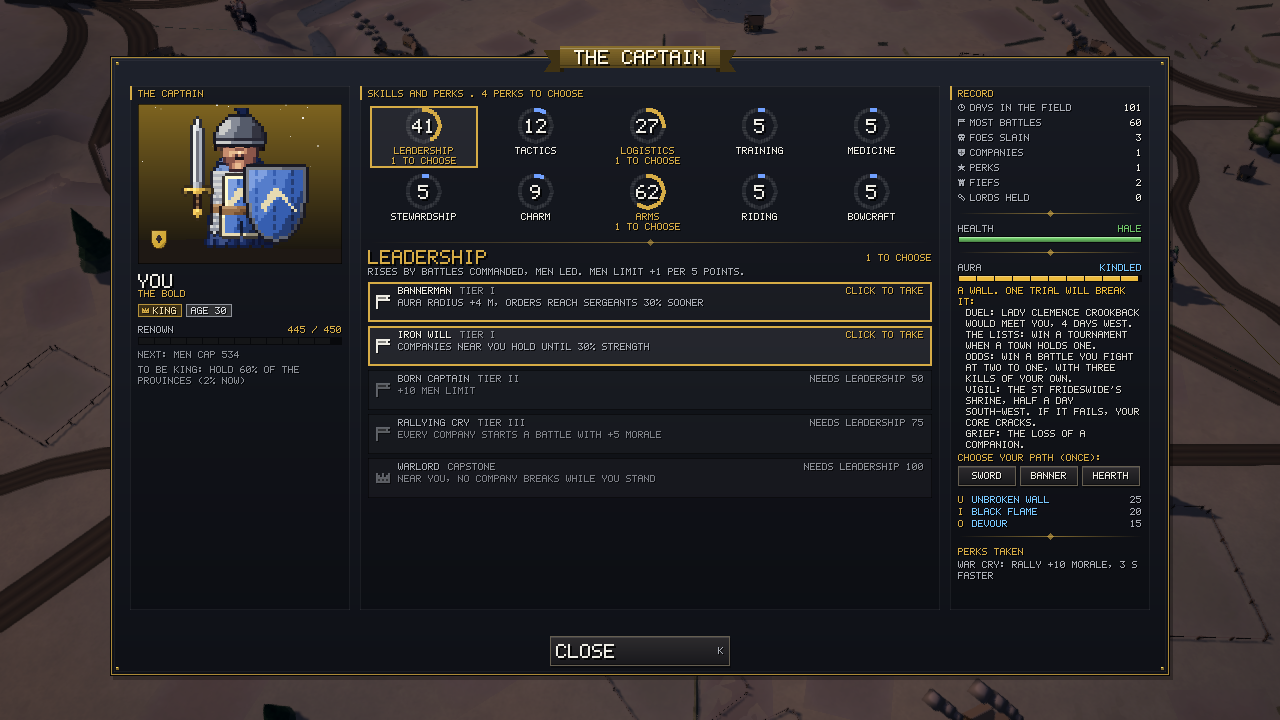 THE CAPTAIN
THE CAPTAIN
YOU
THE BOLD
KING
AGE 30
RENOWN 445 / 450
NEXT: MEN CAP 534
TO BE KING: HOLD 60% OF THE
PROVINCES (2% NOW)
SKILLS AND PERKS . 4 PERKS TO CHOOSE
41
LEADERSHIP
1 TO CHOOSE
12
TACTICS
27
LOGISTICS
1 TO CHOOSE
5
TRAINING
5
MEDICINE
5
STEWARDSHIP
9
CHARM
62
ARMS
1 TO CHOOSE
5
RIDING
5
BOWCRAFT
LEADERSHIP 1 TO CHOOSE
RISES BY BATTLES COMMANDED, MEN LED. MEN LIMIT +1 PER 5 POINTS.
BANNERMAN TIER I CLICK TO TAKE
AURA RADIUS +4 M, ORDERS REACH SERGEANTS 30% SOONER
IRON WILL TIER I CLICK TO TAKE
COMPANIES NEAR YOU HOLD UNTIL 30% STRENGTH
BORN CAPTAIN TIER II NEEDS LEADERSHIP 50
+10 MEN LIMIT
RALLYING CRY TIER III NEEDS LEADERSHIP 75
EVERY COMPANY STARTS A BATTLE WITH +5 MORALE
WARLORD CAPSTONE NEEDS LEADERSHIP 100
NEAR YOU, NO COMPANY BREAKS WHILE YOU STAND
RECORD
DAYS IN THE FIELD 101
MOST BATTLES 60
FOES SLAIN 3
COMPANIES 1
PERKS 1
FIEFS 2
LORDS HELD 0
HEALTH HALE
AURA KINDLED
A WALL. ONE TRIAL WILL BREAK
IT:
DUEL: LADY CLEMENCE CROOKBACK
WOULD MEET YOU, 4 DAYS WEST.
THE LISTS: WIN A TOURNAMENT
WHEN A TOWN HOLDS ONE.
ODDS: WIN A BATTLE YOU FIGHT
AT TWO TO ONE, WITH THREE
KILLS OF YOUR OWN.
VIGIL: THE ST FRIDESWIDE'S
SHRINE, HALF A DAY
SOUTH-WEST. IF IT FAILS, YOUR
CORE CRACKS.
GRIEF: THE LOSS OF A
COMPANION.
CHOOSE YOUR PATH (ONCE):
SWORD BANNER HEARTH
U UNBROKEN WALL 25
I BLACK FLAME 20
O DEVOUR 15
PERKS TAKEN
WAR CRY: RALLY +10 MORALE, 3 S
FASTER
CLOSE K